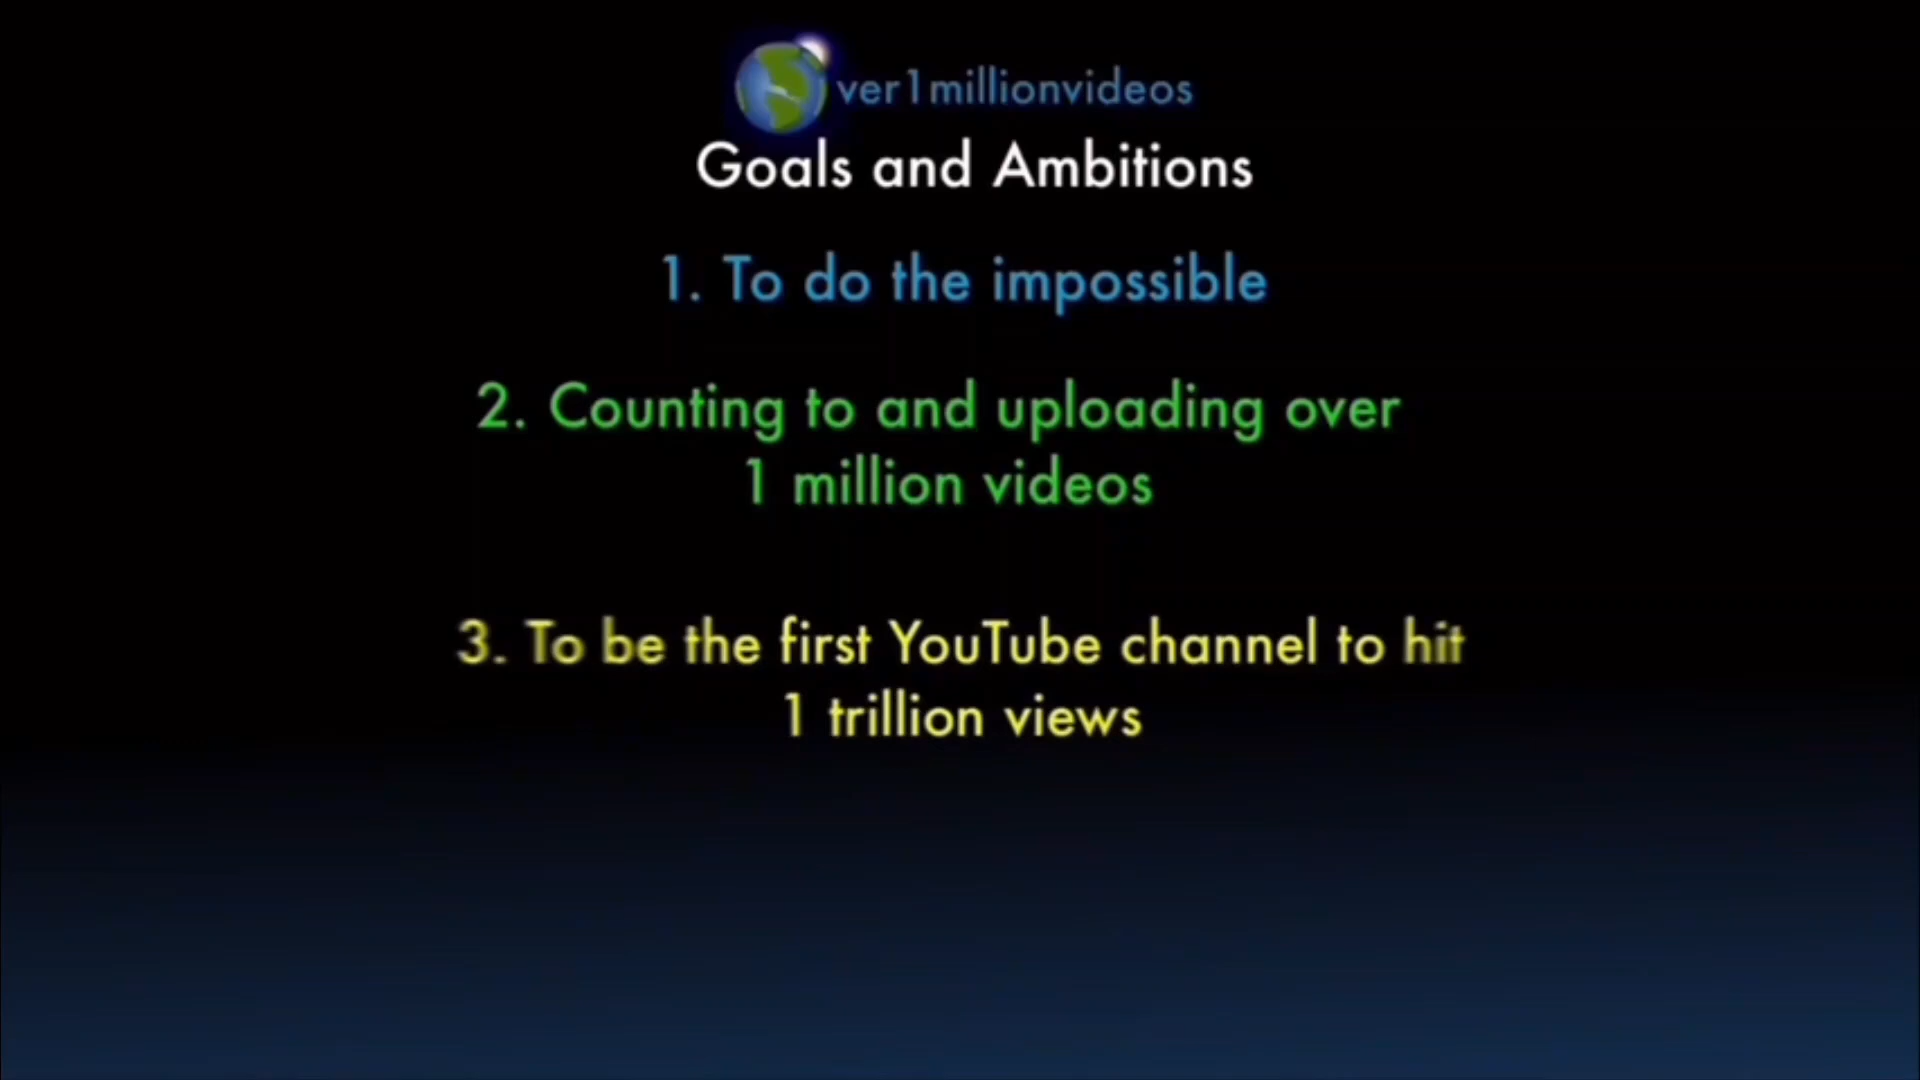 ver1millionvideos
Goals and Ambitions
1. To do the impossible
2. Counting to and uploading over
1 million videos
3. To be the first YouTube channel to hit
1 trillion views